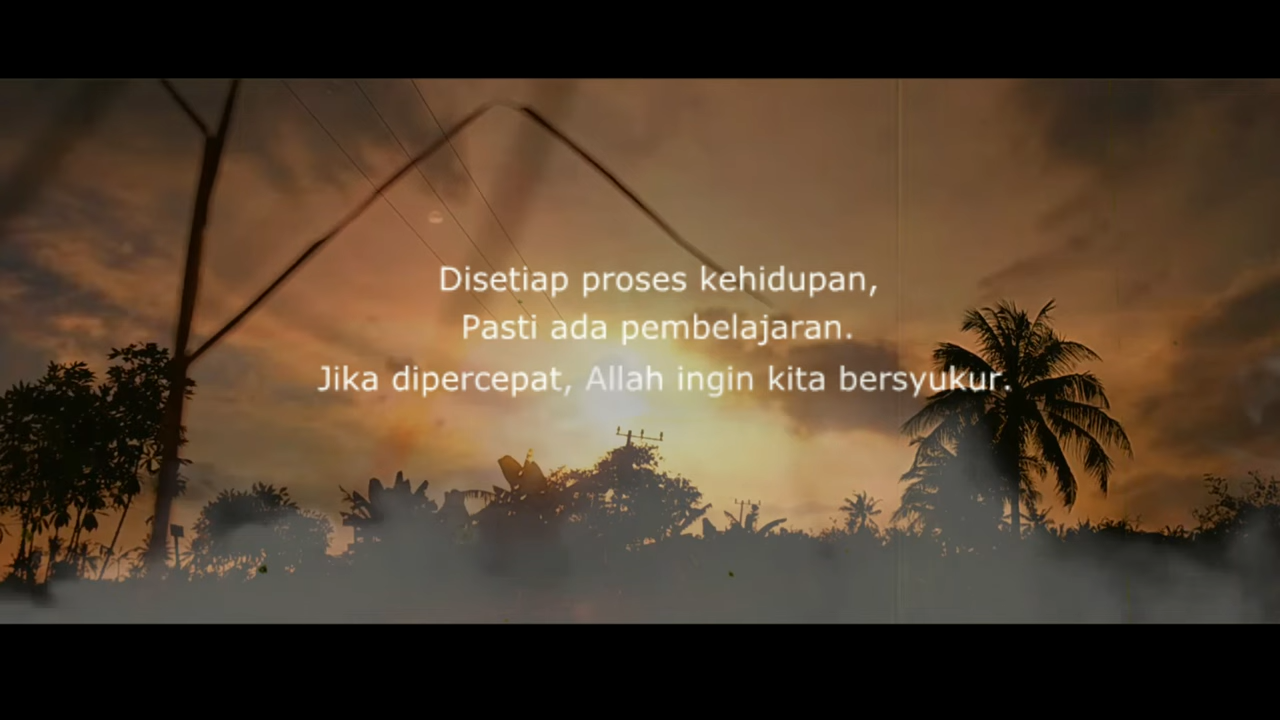 Disetiap proses kehidupan,
Pasti ada pembelajaran.
Jika dipercepat, Allah ingin kita bersyukur.